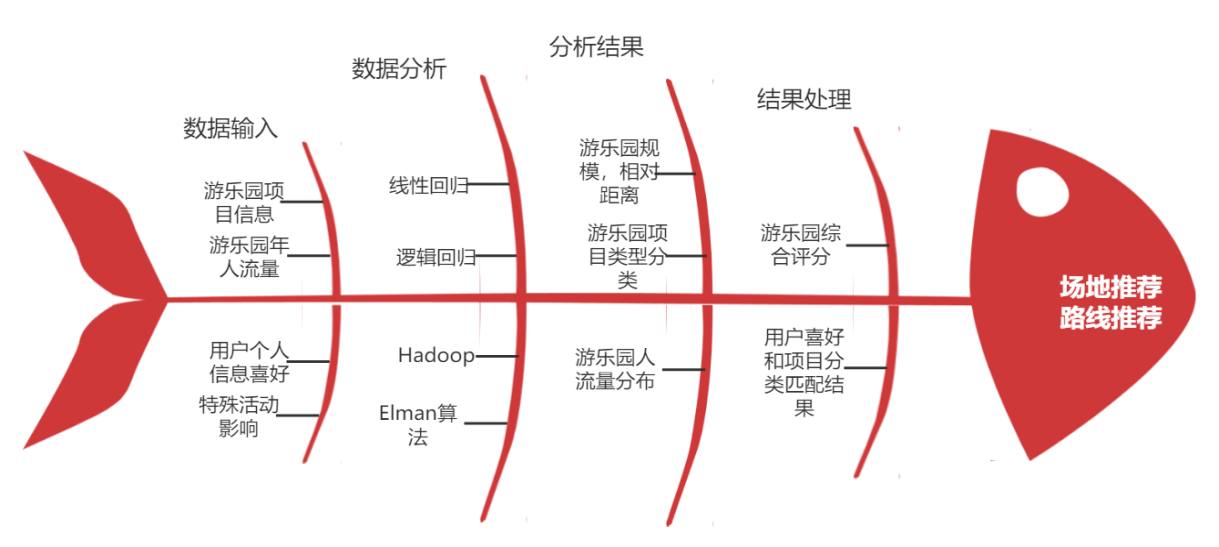 分析结果
数据分析
结果处理
数据输入
游乐园项
目信息
游乐园年
人流量
用户个人
信息喜好
特殊活动
影响
线性回归
逻辑回归
Hadoop
Elman算
法
游乐园规
模，相对
距离
游乐园项
目类型分
类
游乐园人
流量分布
游乐园综
合评分
用户喜好
和项目分
类匹配结
果
场地推荐
路线推荐